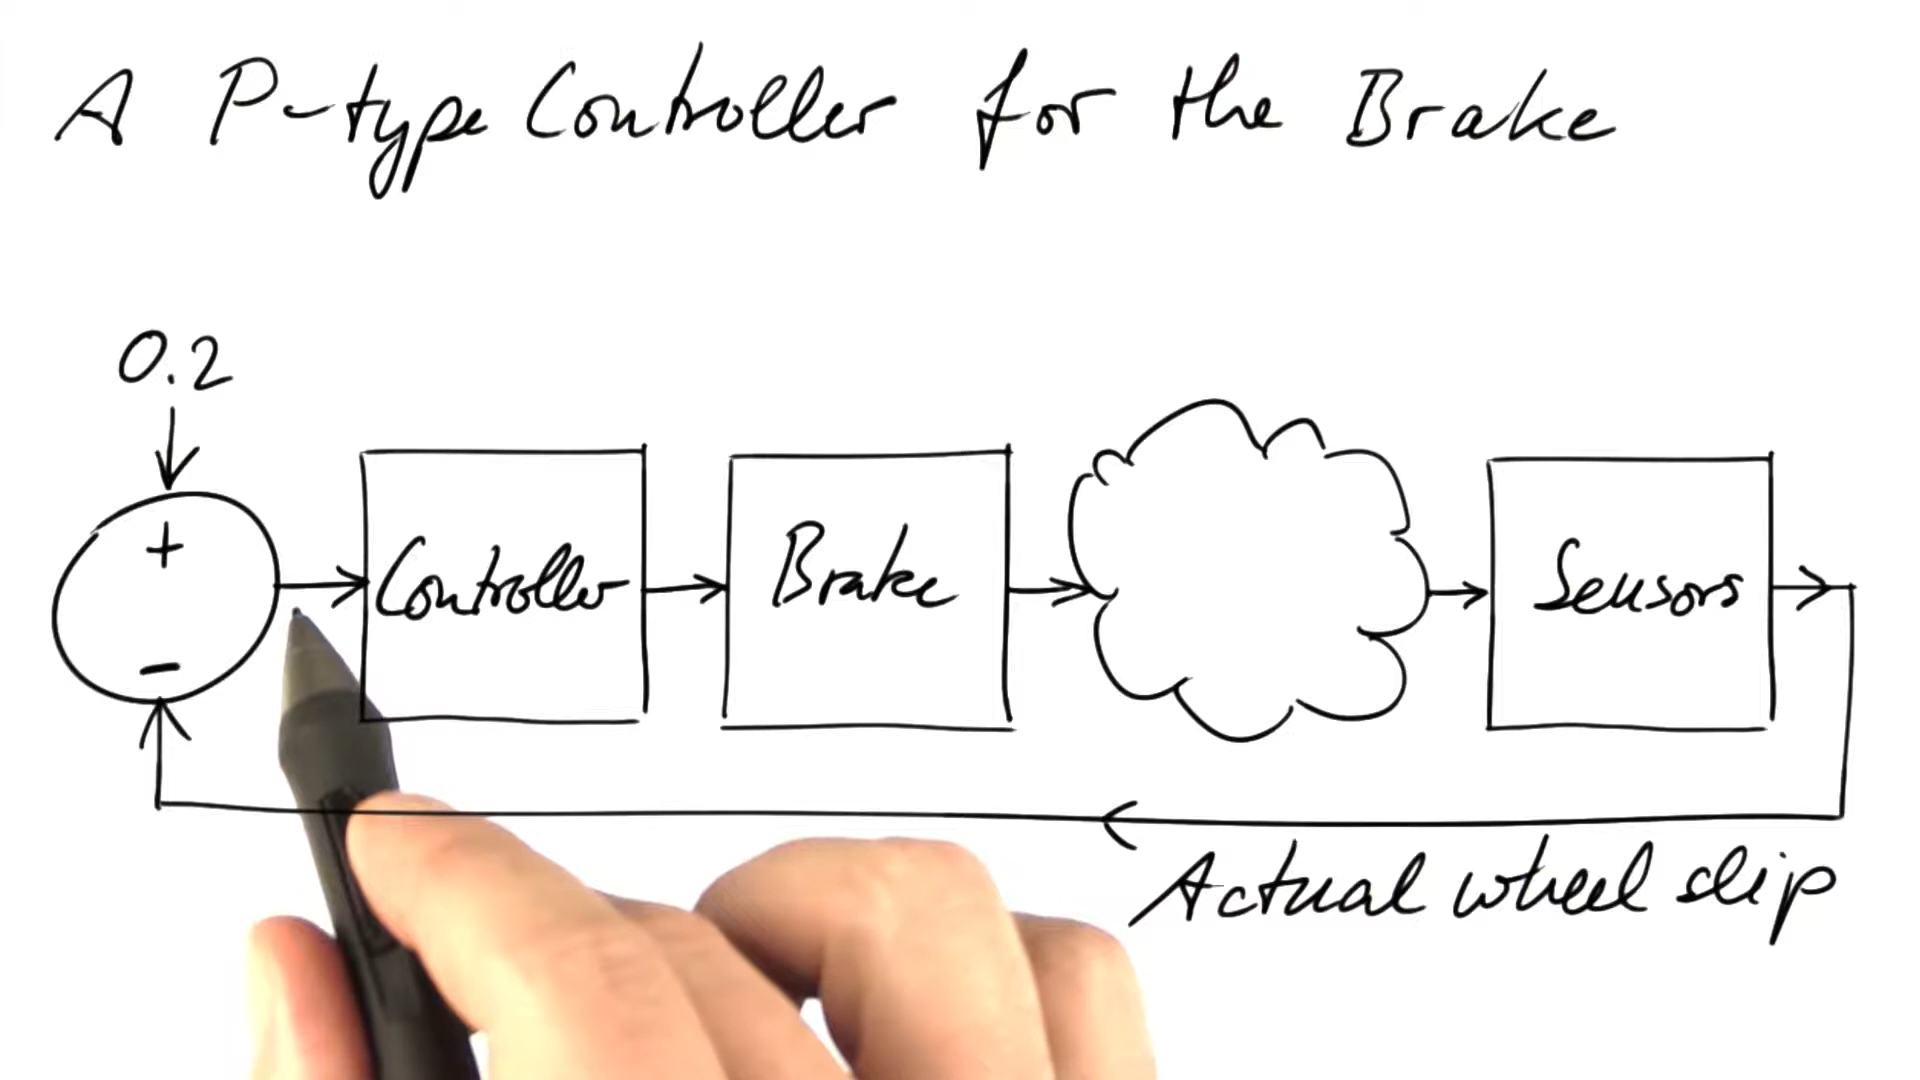 A P-type Controller for the Brake
0.2
+
Controller
Brake
Sensors
-
Actual wheel slip